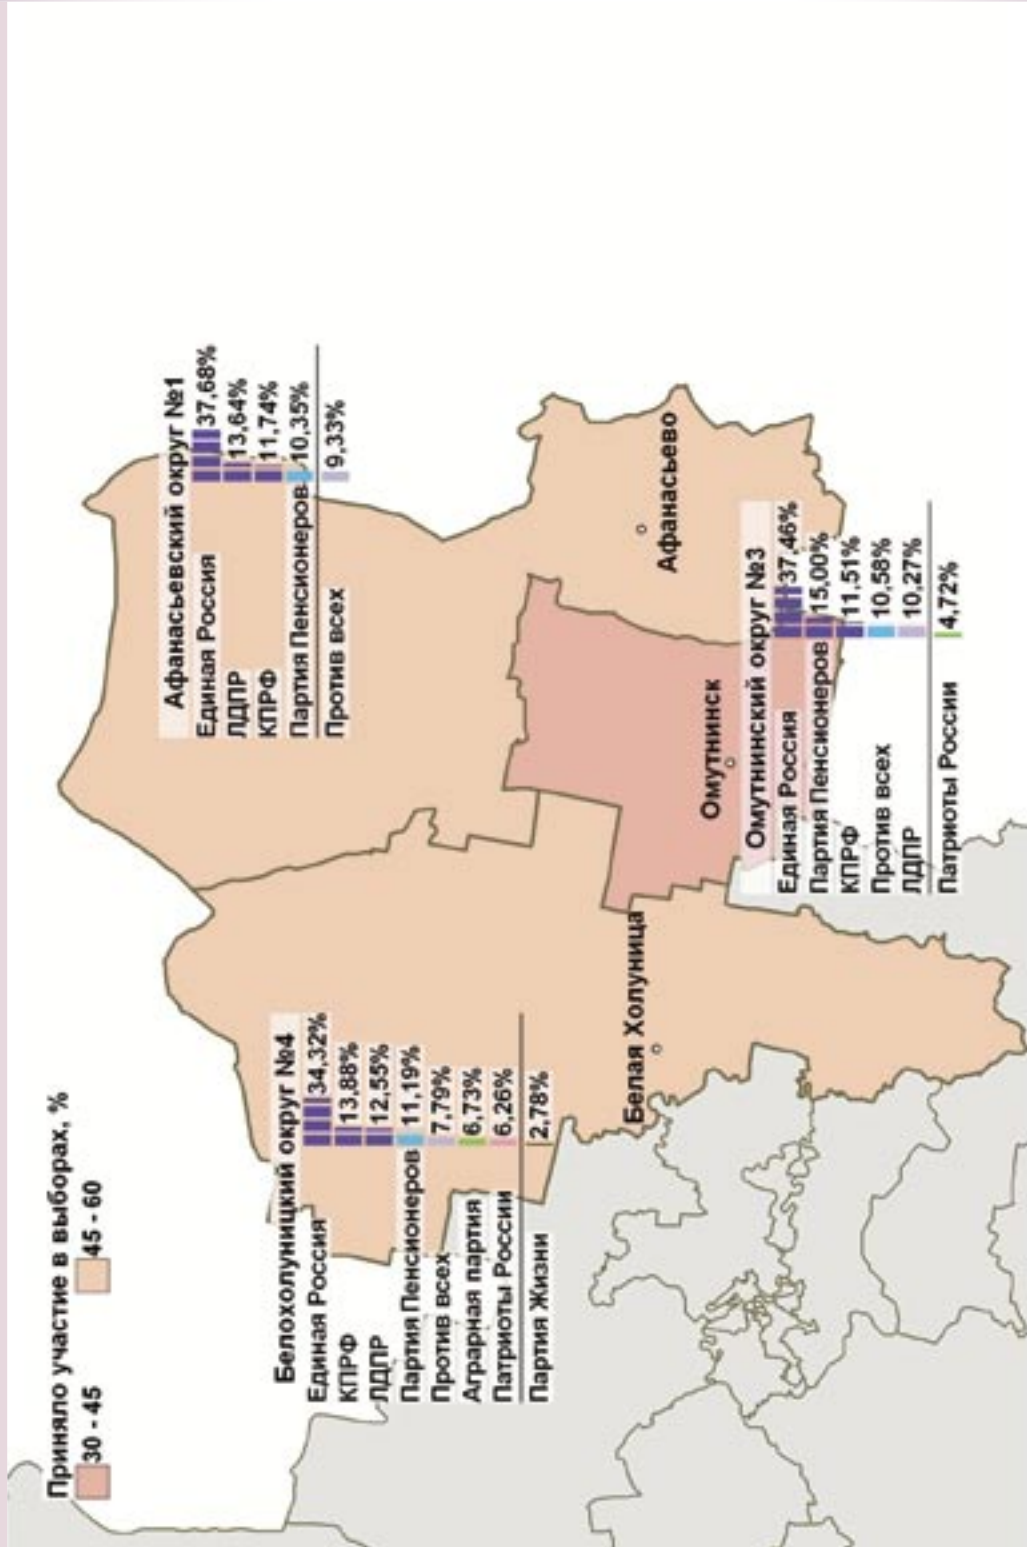 Приняло участие в выборах, %
30 - 45
45 - 60
Белохолуницкий округ №4
Единая Россия 34,32%
КПРФ 13,88%
ЛДПР 12,55%
Партия Пенсионеров 11,19%
Против всех 7,79%
Аграрная партия 6,73%
Патриоты России 6,26%
Партия Жизни 2,78%
Афанасьевский округ №1
Единая Россия 37,68%
ЛДПР 13,64%
КПРФ 11,74%
Партия Пенсионеров 10,35%
Против всех 9,33%
Белая Холуница
Афанасьево
Омутнинск
Омутнинский округ №3
Единая Россия 37,46%
Партия Пенсионеров 15,00%
КПРФ 11,51%
Против всех 10,58%
ЛДПР 10,27%
Патриоты России 4,72%